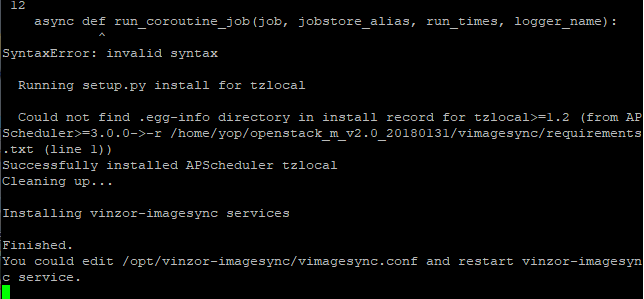 12
async def run_coroutine_job(job, jobstore_alias, run_times, logger_name):
^
SyntaxError: invalid syntax
Running setup.py install for tzlocal
Could not find .egg-info directory in install record for tzlocal>=1.2 (from AP
Scheduler>=3.0.0->-r /home/yop/openstack_m_v2.0_20180131/vimagesync/requirements
.txt (line 1))
Successfully installed APScheduler tzlocal
Cleaning up...
Installing vinzor-imagesync services
Finished.
You could edit /opt/vinzor-imagesync/vimagesync.conf and restart vinzor-imagesyn
c service.